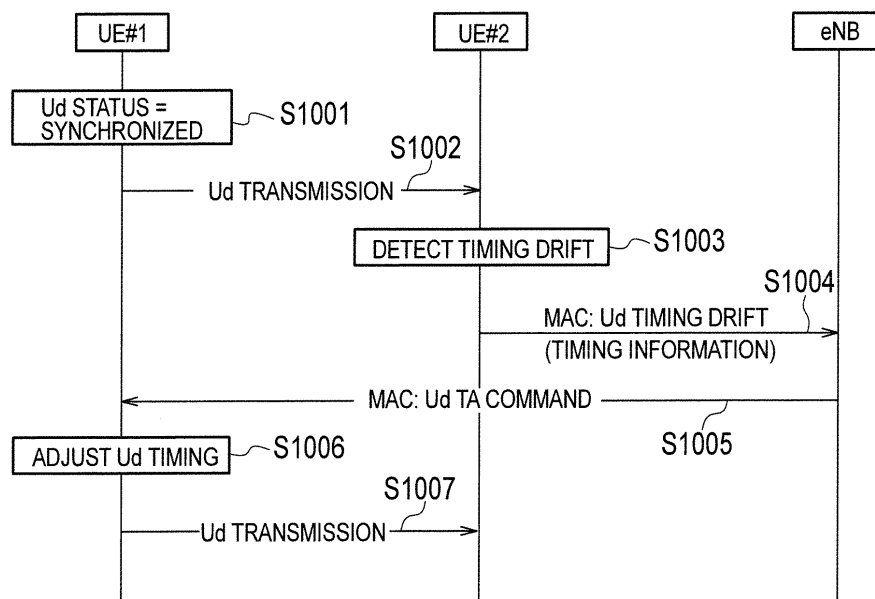 UE#1
UE#2
eNB
Ud STATUS =
SYNCHRONIZED
S1001
S1002
Ud TRANSMISSION
DETECT TIMING DRIFT
S1003
S1004
MAC: Ud TIMING DRIFT
(TIMING INFORMATION)
MAC: Ud TA COMMAND
S1005
ADJUST Ud TIMING
S1006
S1007
Ud TRANSMISSION